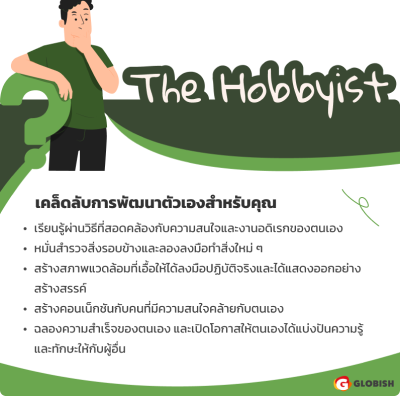 The Hobbyist
เคล็ดลับการพัฒนาตัวเองสำหรับคุณ
• เรียนรู้ผ่านวิธีที่สอดคล้องกับความสนใจและงานอดิเรกของตนเอง
• หมั่นสำรวจสิ่งรอบข้างและลองลงมือทำสิ่งใหม่ ๆ
• สร้างสภาพแวดล้อมที่เอื้อให้ได้ลงมือปฏิบัติจริงและได้แสดงออกอย่าง
สร้างสรรค์
• สร้างคอนเน็กชันกับคนที่มีความสนใจคล้ายกับตนเอง
• ฉลองความสำเร็จของตนเอง และเปิดโอกาสให้ตนเองได้แบ่งปันความรู้
และทักษะให้กับผู้อื่น
GLOBISH